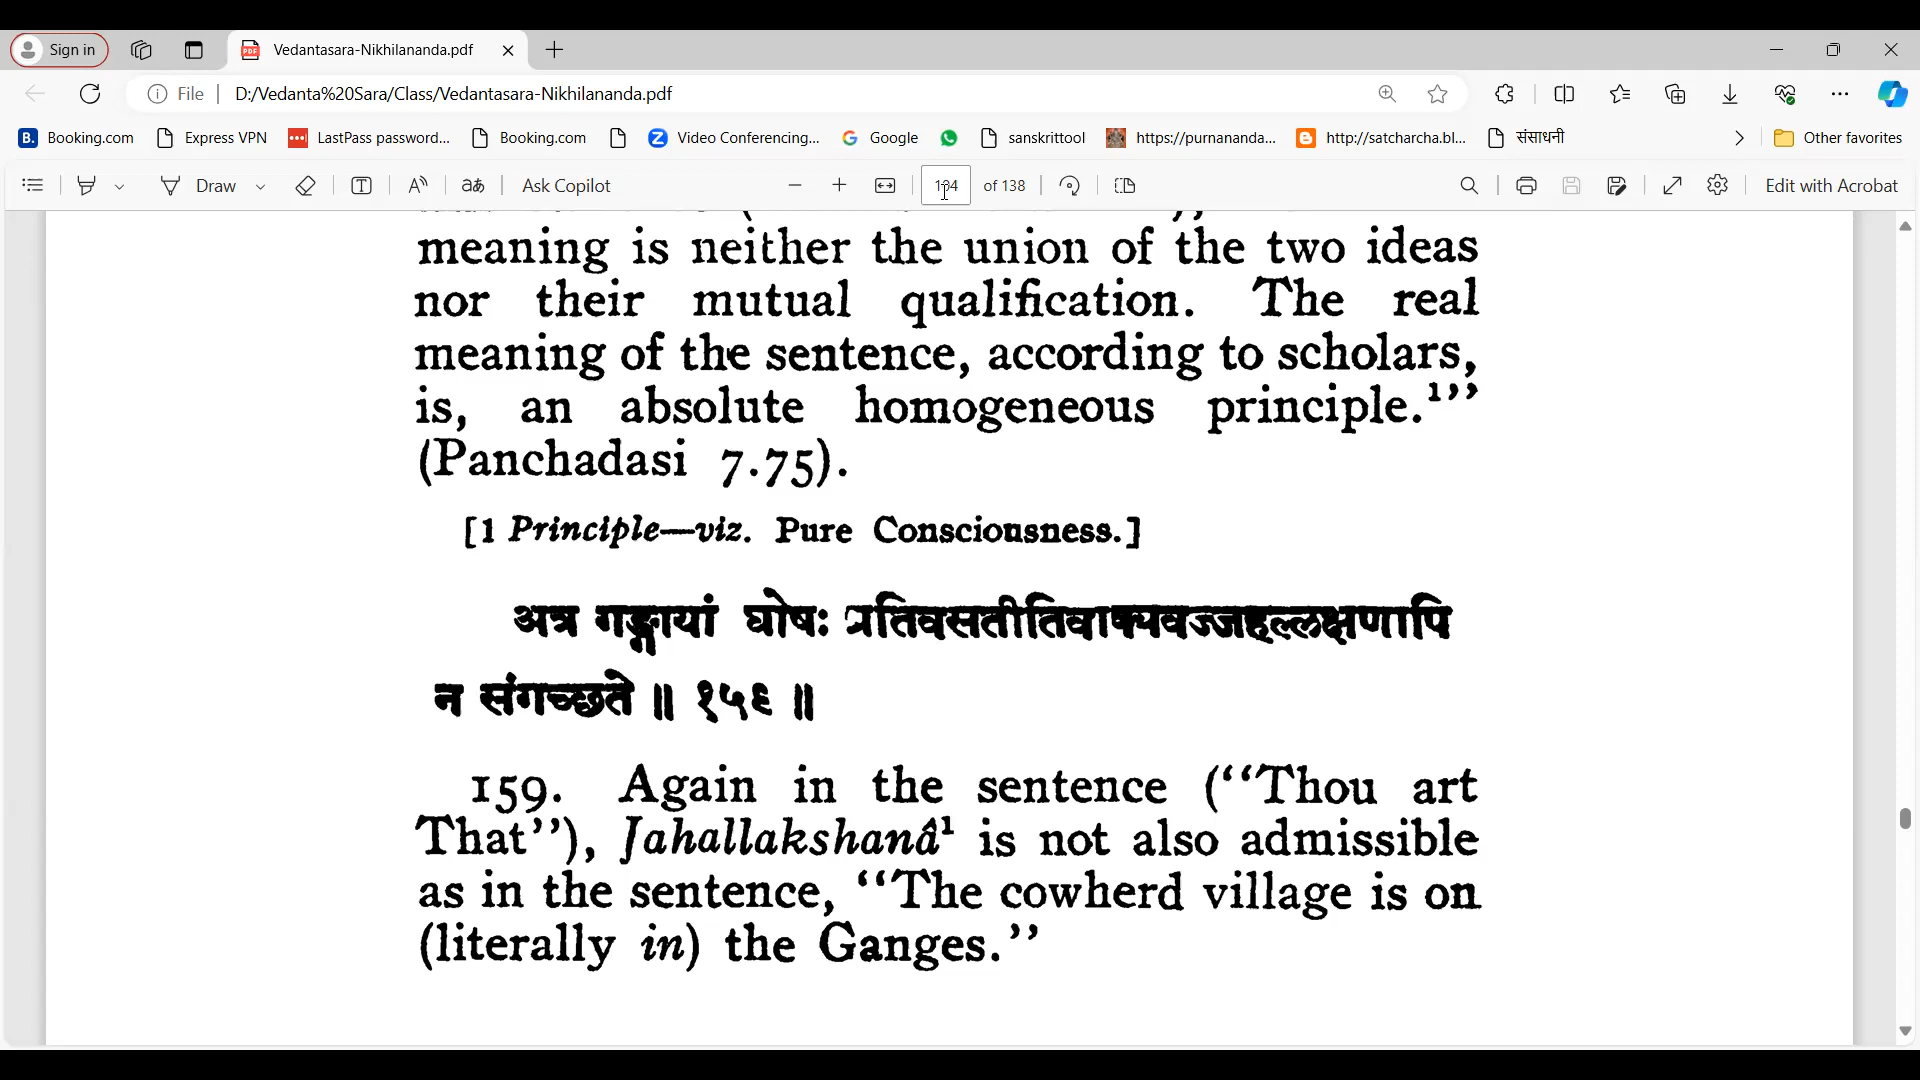 Sign in
Vedantasara-Nikhilananda.pdf
File
D:/Vedanta%20Sara/Class/Vedantasara-Nikhilananda.pdf
Booking.com
Express VPN
LastPass password...
Booking.com
Video Conferencing...
Google
sanskrittool
https://purnananda...
http://satcharcha.bl...
संसाधनी
Other favorites
Draw
Ask Copilot
of 138
Edit with Acrobat
meaning is neither the union of the two ideas
nor their mutual qualification. The real
meaning of the sentence, according to scholars,
is, an absolute homogeneous principle.¹’’
(Panchadasi 7.75).
[1 Principle—viz. Pure Consciousness.]
अत्र गङ्गायां घोषः प्रतिवसतीतिवाक्यवज्जहल्लक्षणापि
न संगच्छते ॥ १५९ ॥
159. Again in the sentence (‘‘Thou art
That’’), Jahallakshanâ¹ is not also admissible
as in the sentence, ‘‘The cowherd village is on
(literally in) the Ganges.’’